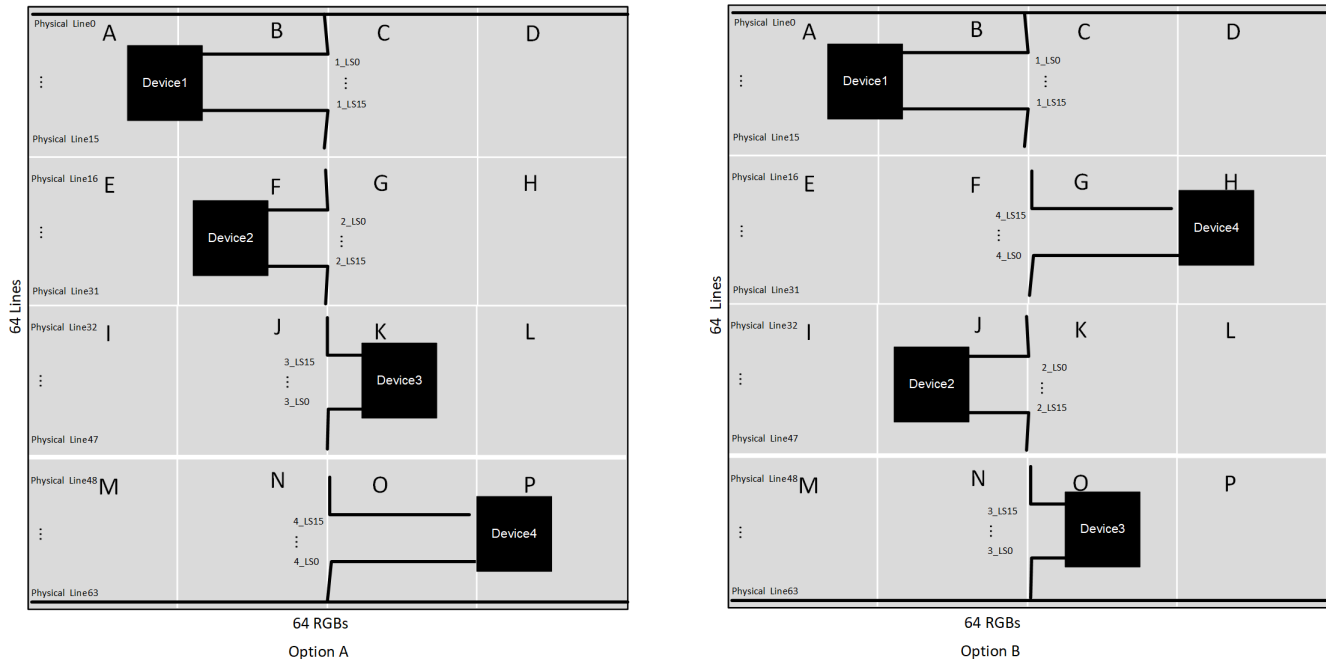 Physical Line0
A
B
C
D
Device1
1_LS0
⋮
⋮
1_LS15
Physical Line15
Physical Line16
E
F
G
H
2_LS0
⋮
Device2
⋮
2_LS15
Physical Line31
Physical Line32
I
J
K
L
3_LS15
⋮
Device3
⋮
3_LS0
Physical Line47
Physical Line48
M
N
O
P
4_LS15
⋮
Device4
⋮
4_LS0
Physical Line63
64 Lines
64 RGBs
Option A
Physical Line0
A
B
C
D
Device1
1_LS0
⋮
⋮
1_LS15
Physical Line15
Physical Line16
E
F
G
H
4_LS15
⋮
Device4
⋮
4_LS0
Physical Line31
Physical Line32
I
J
K
L
2_LS0
⋮
Device2
⋮
2_LS15
Physical Line47
Physical Line48
M
N
O
P
3_LS15
⋮
Device3
⋮
3_LS0
Physical Line63
64 Lines
64 RGBs
Option B